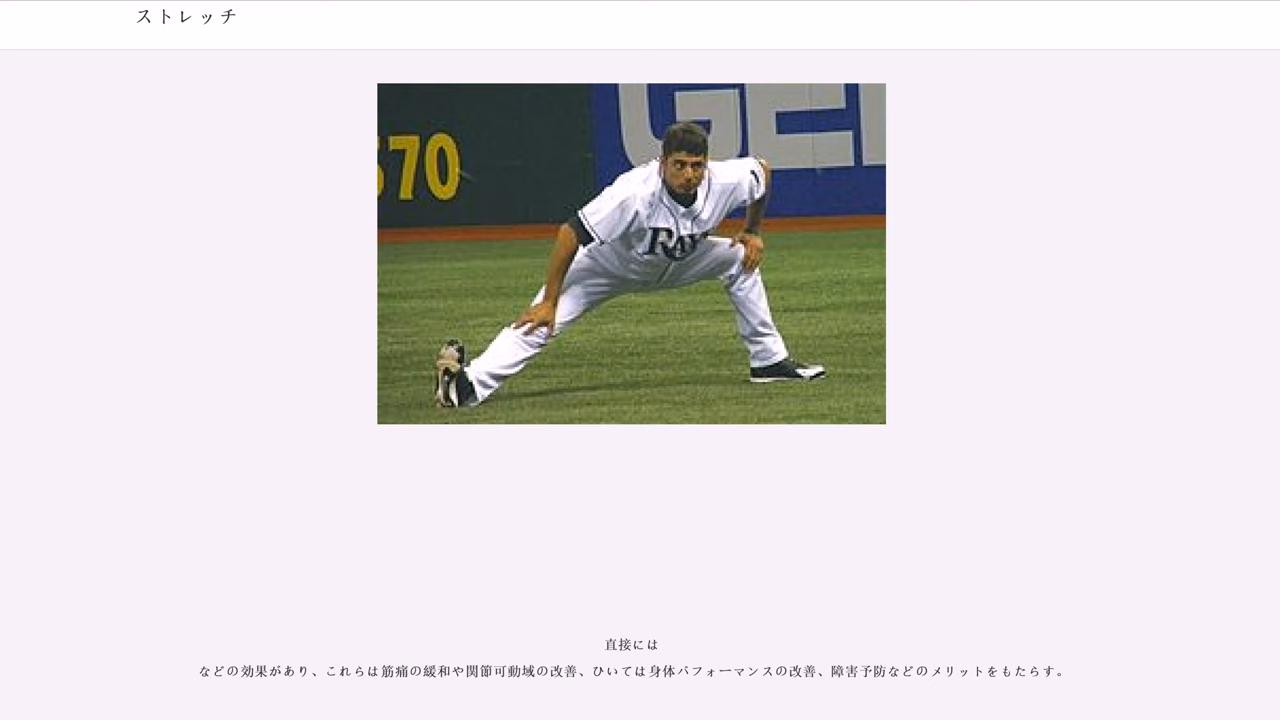 ストレッチ
570
GEI
RAYS
直接には
などの効果があり、これらは筋痛の緩和や関節可動域の改善、ひいては身体パフォーマンスの改善、障害予防などのメリットをもたらす。